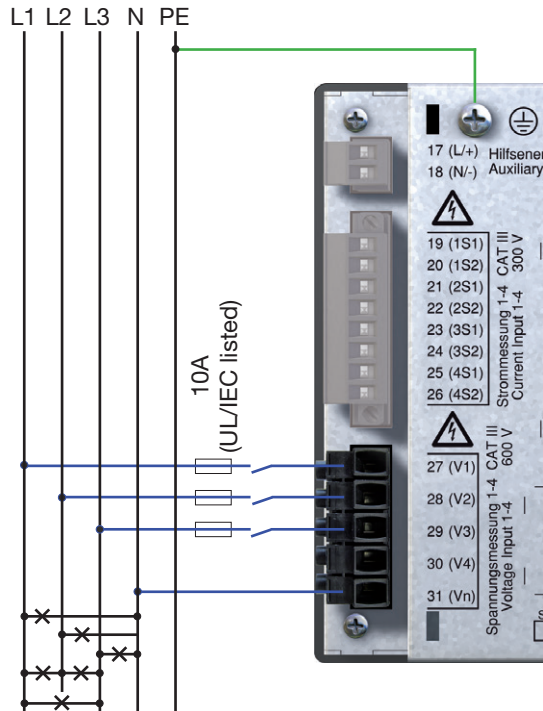 L1 L2 L3 N PE
17 (L/+)
18 (N/-)
Auxiliary
19 (1S1)
20 (1S2)
21 (2S1)
22 (2S2)
23 (3S1)
24 (3S2)
25 (4S1)
26 (4S2)
Strommessung 1-4 CAT III
Current Input 1-4 300 V
10A
(UL/IEC listed)
27 (V1)
28 (V2)
29 (V3)
30 (V4)
31 (Vn)
Spannungsmessung 1-4 CAT III
Voltage Input 1-4 600 V